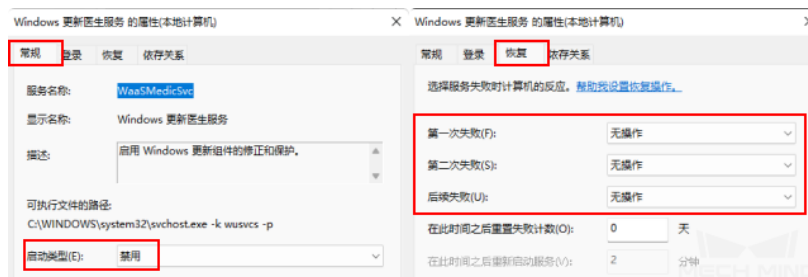 Windows 更新医生服务 的属性(本地计算机)
常规 登录 恢复 依存关系
服务名称: WaaSMedicSvc
显示名称: Windows 更新医生服务
描述: 启用 Windows 更新组件的修正和保护。
可执行文件的路径:
C:\WINDOWS\system32\svchost.exe -k wusvcs -p
启动类型(E): 禁用
Windows 更新医生服务 的属性(本地计算机)
常规 登录 恢复 依存关系
选择服务失败时计算机的反应。帮助我设置恢复操作。
第一次失败(F): 无操作
第二次失败(S): 无操作
后续失败(U): 无操作
在此时间之后重置失败计数(O): 0 天
在此时间之后重新启动服务(V): 2 分钟
MECH MIND